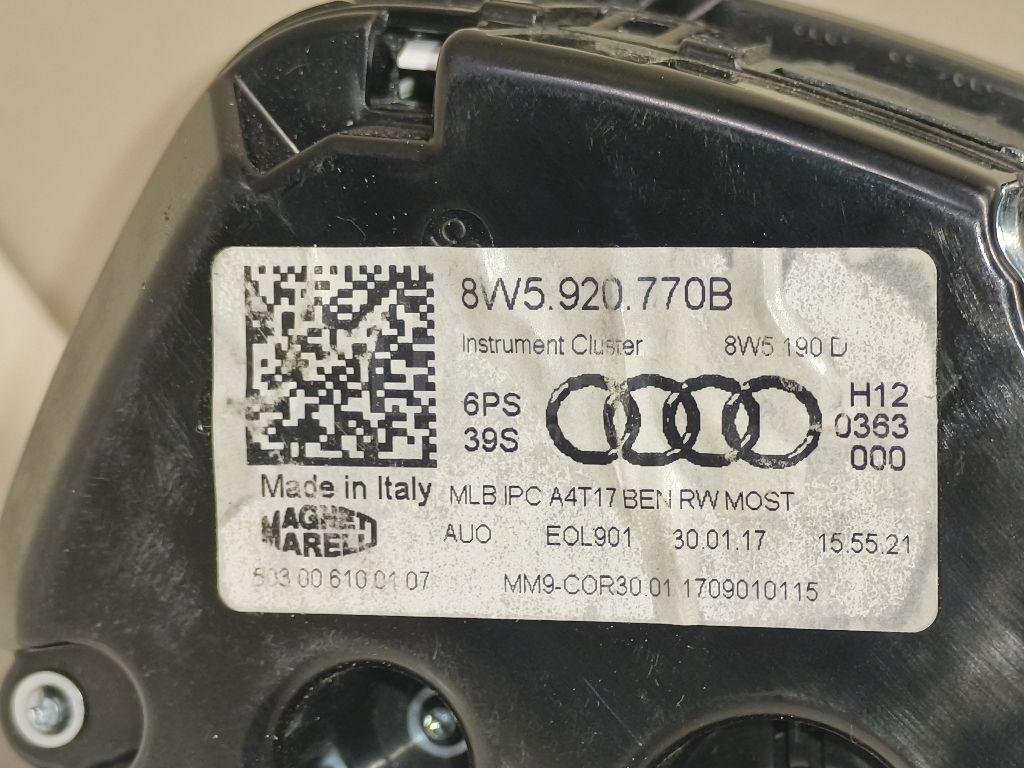 8W5.920.770B
Instrument Cluster 8W5 190 D
6PS H12
39S 0363
000
Made in Italy MLB IPC A4T17 BEN RW MOST
MAGNETI
MARELLI
AUO EOL901 30.01.17 15.55.21
503 00 610 01 07 MM9-COR30 01 1709010115